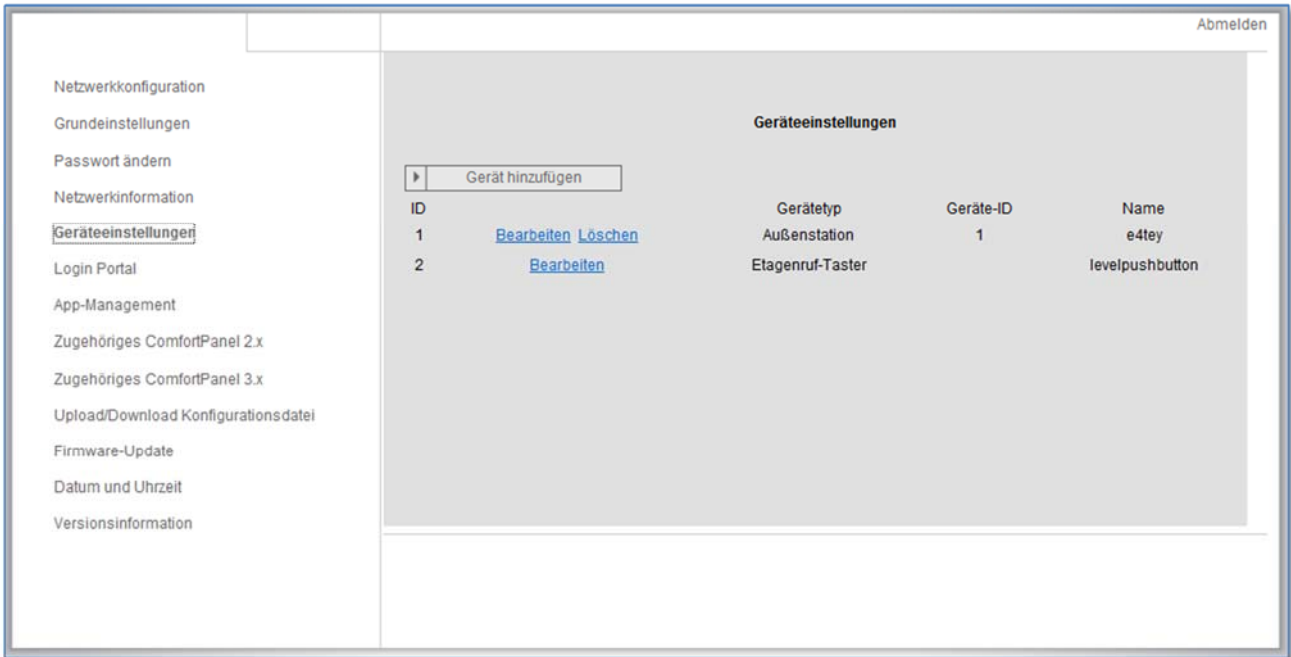 Abmelden
Netzwerkkonfiguration
Grundeinstellungen
Passwort ändern
Netzwerkinformation
Geräteeinstellungen
Login Portal
App-Management
Zugehöriges ComfortPanel 2.x
Zugehöriges ComfortPanel 3.x
Upload/Download Konfigurationsdatei
Firmware-Update
Datum und Uhrzeit
Versionsinformation
Geräteeinstellungen
Gerät hinzufügen
ID Gerätetyp Geräte-ID Name
1 Bearbeiten Löschen Außenstation 1 e4tey
2 Bearbeiten Etagenruf-Taster levelpushbutton